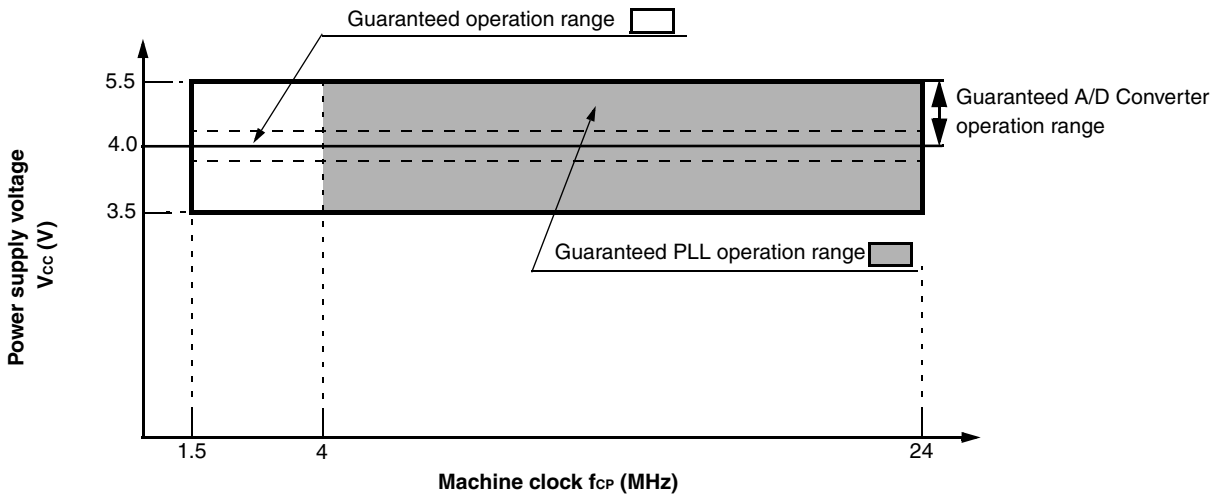 Guaranteed operation range
5.5
Guaranteed A/D Converter
operation range
4.0
Power supply voltage
Vcc (V)
3.5
Guaranteed PLL operation range
1.5
4
24
Machine clock fCP (MHz)